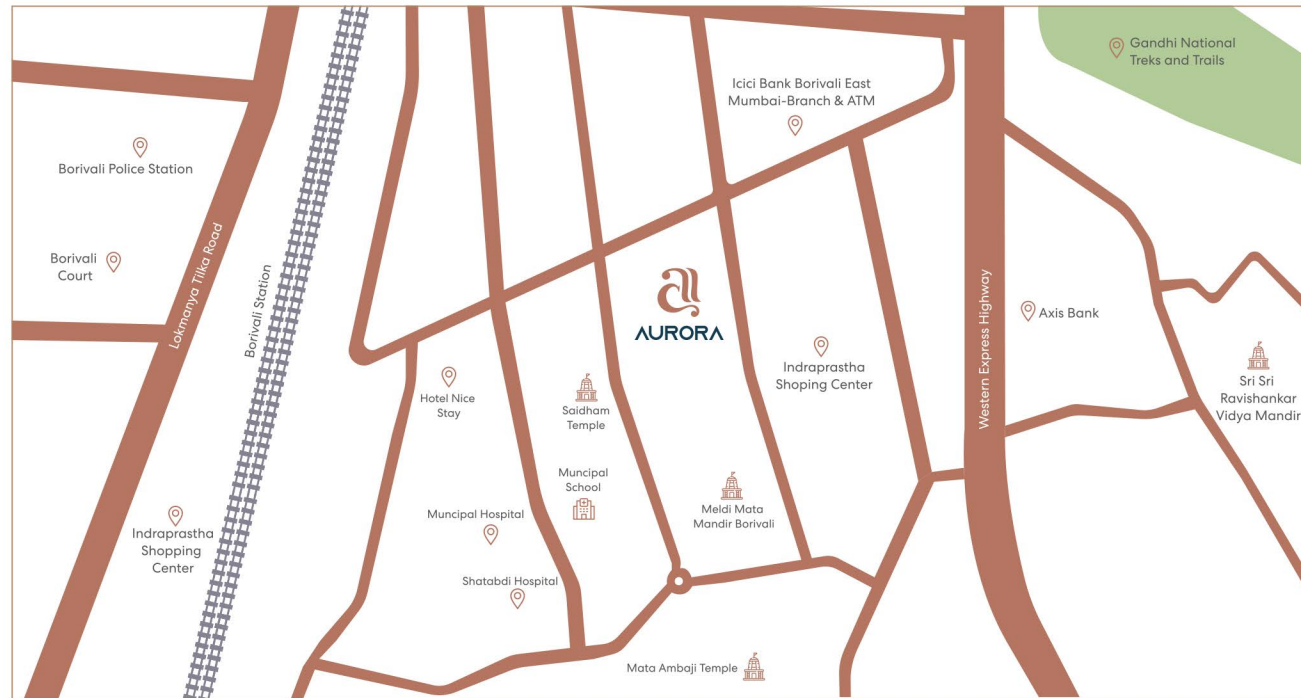 Gandhi National
Treks and Trails
Icici Bank Borivali East
Mumbai-Branch & ATM
Borivali Police Station
Borivali
Court
Lokmanya Tilka Road
Borivali Station
AURORA
Western Express Highway
Axis Bank
Indraprastha
Shoping Center
Sri Sri
Ravishankar
Vidya Mandir
Hotel Nice
Stay
Saidham
Temple
Muncipal
School
Meldi Mata
Mandir Borivali
Muncipal Hospital
Indraprastha
Shopping
Center
Shatabdi Hospital
Mata Ambaji Temple